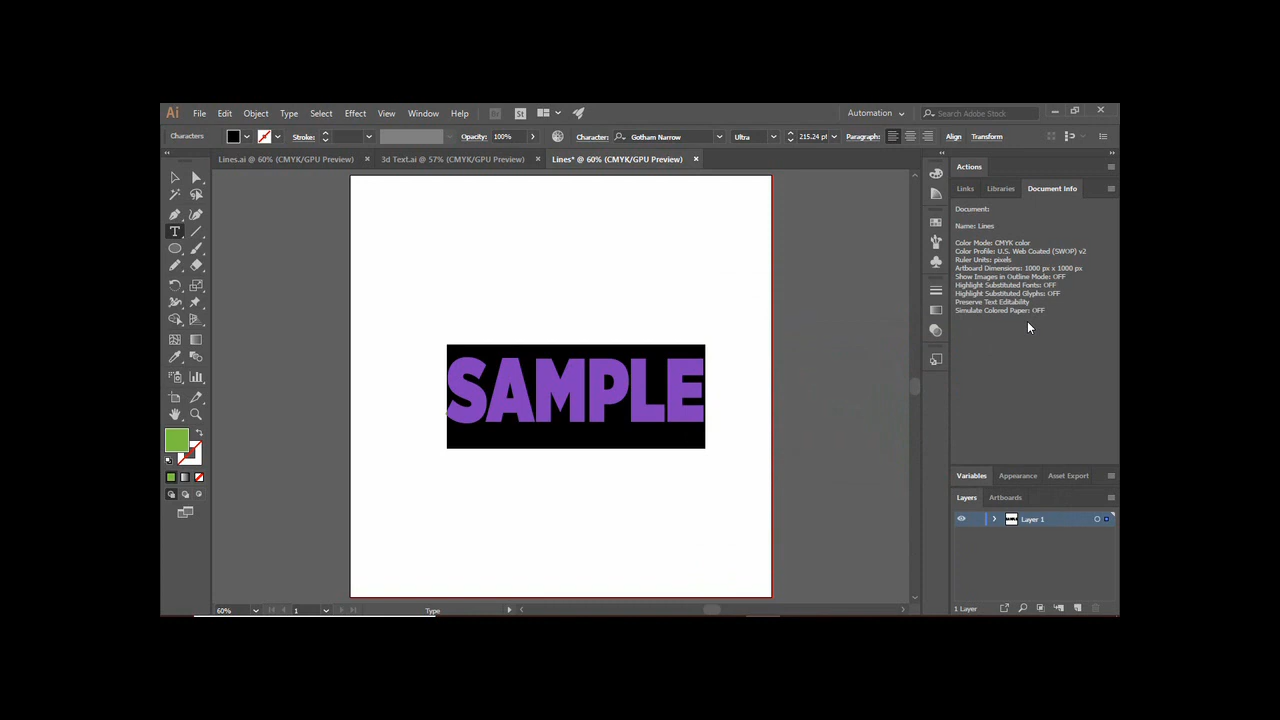 Ai File Edit Object Type Select Effect View Window Help Br St Automation Search Adobe Stock
Characters Stroke: Opacity: 100% Character: Gotham Narrow Ultra 215.24 pt Paragraph: Align Transform
Lines.ai @ 60% (CMYK/GPU Preview) 3d Text.ai @ 57% (CMYK/GPU Preview) Lines* @ 60% (CMYK/GPU Preview)
Actions
Links Libraries Document Info
Document:
Name: Lines
Color Mode: CMYK color
Color Profile: U.S. Web Coated (SWOP) v2
Ruler Units: pixels
Artboard Dimensions: 1000 px x 1000 px
Show Images in Outline Mode: OFF
Highlight Substituted Fonts: OFF
Highlight Substituted Glyphs: OFF
Preserve Text Editability
Simulate Colored Paper: OFF
SAMPLE
Variables Appearance Asset Export
Layers Artboards
Layer 1
60% 1 Type 1 Layer